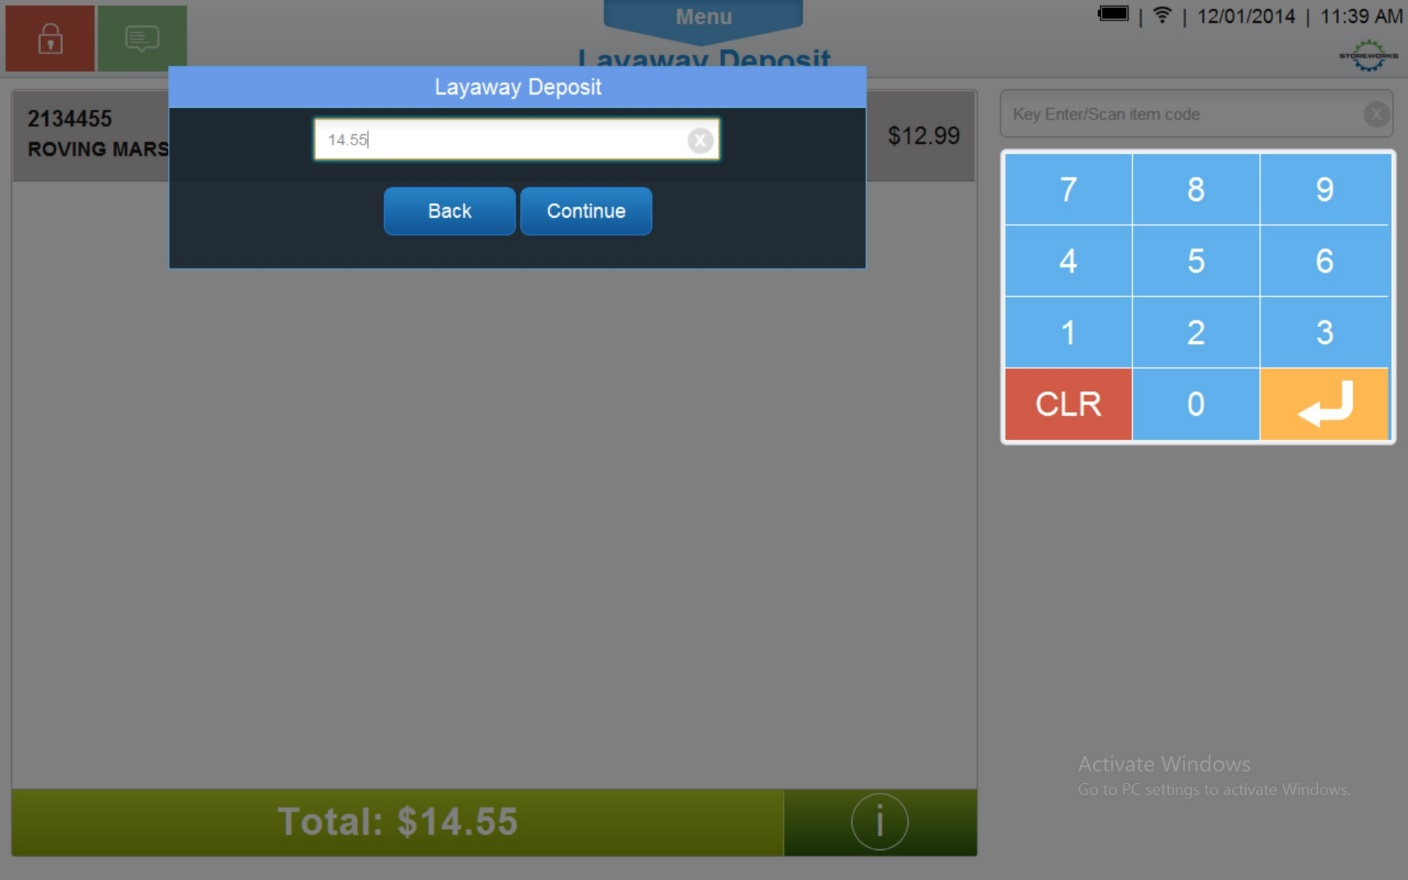 Menu
| | 12/01/2014 | 11:39 AM
Layaway Deposit
STOREWORKS
Layaway Deposit
2134455
ROVING MARS
14.55
X
$12.99
Back
Continue
Key Enter/Scan item code
X
7 8 9
4 5 6
1 2 3
CLR 0
Activate Windows
Go to PC settings to activate Windows.
Total: $14.55
i